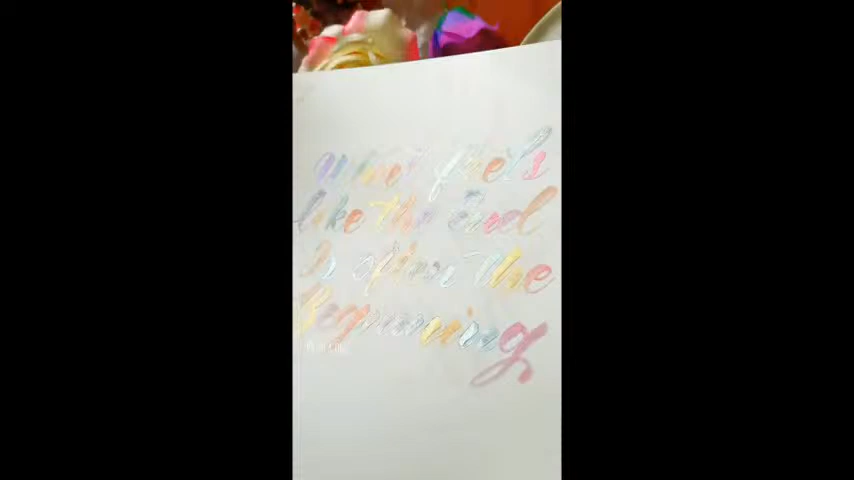 What feels
like the End
Is often the
Beginning